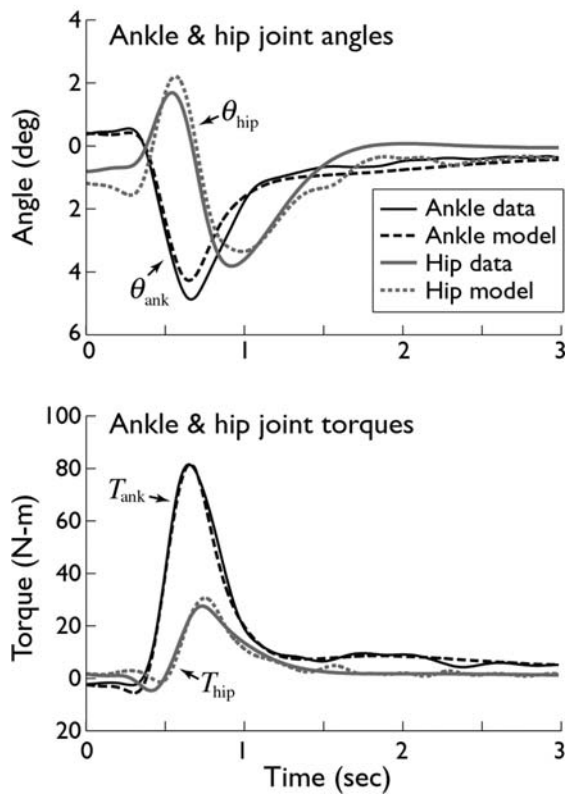 Ankle & hip joint angles
4
2
0
2
4
6
Angle (deg)
θhip
θank
Ankle data
Ankle model
Hip data
Hip model
0
1
2
3
Ankle & hip joint torques
100
80
60
40
20
0
20
Torque (N-m)
Tank
Thip
0
1
2
3
Time (sec)